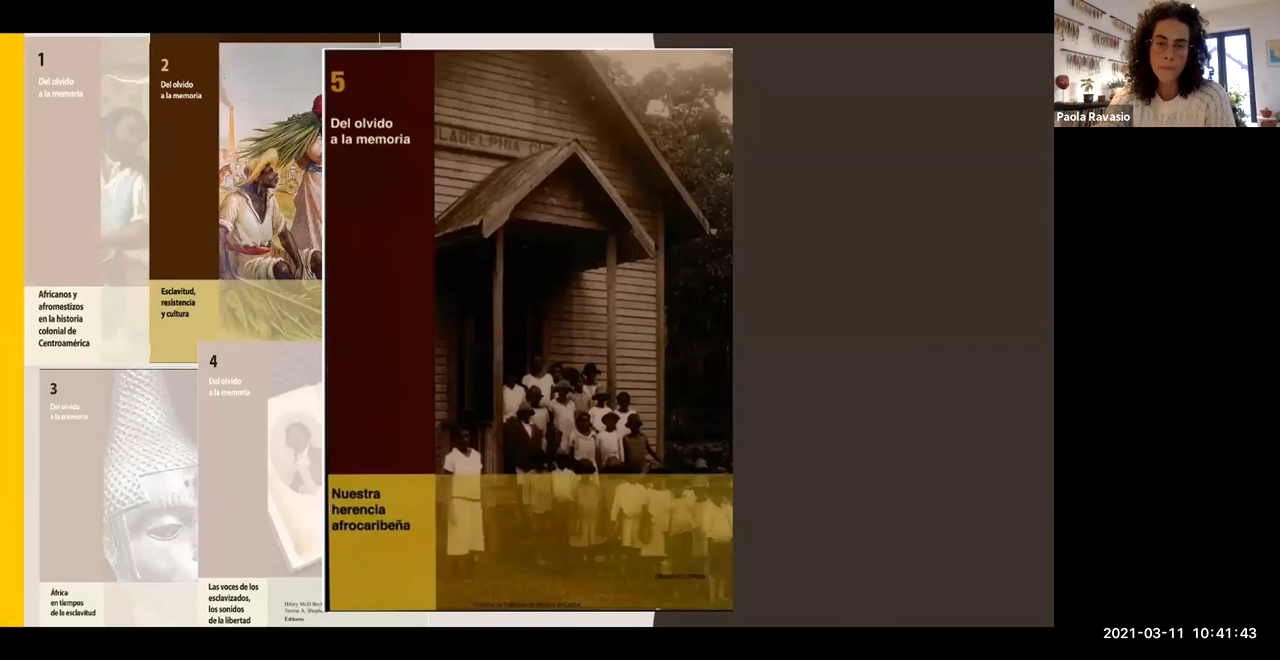 1
Del olvido
a la memoria
Africanos y
afromestizos
en la historia
colonial de
Centroamérica
2
Del olvido
a la memoria
Esclavitud,
resistencia
y cultura
3
Del olvido
a la memoria
África
en tiempos
de la esclavitud
4
Del olvido
a la memoria
Las voces de los
esclavizados,
los sonidos
de la libertad
Editores
5
Del olvido
a la memoria
Nuestra
herencia
afrocaribeña
Paola Ravasio
2021-03-11 10:41:43